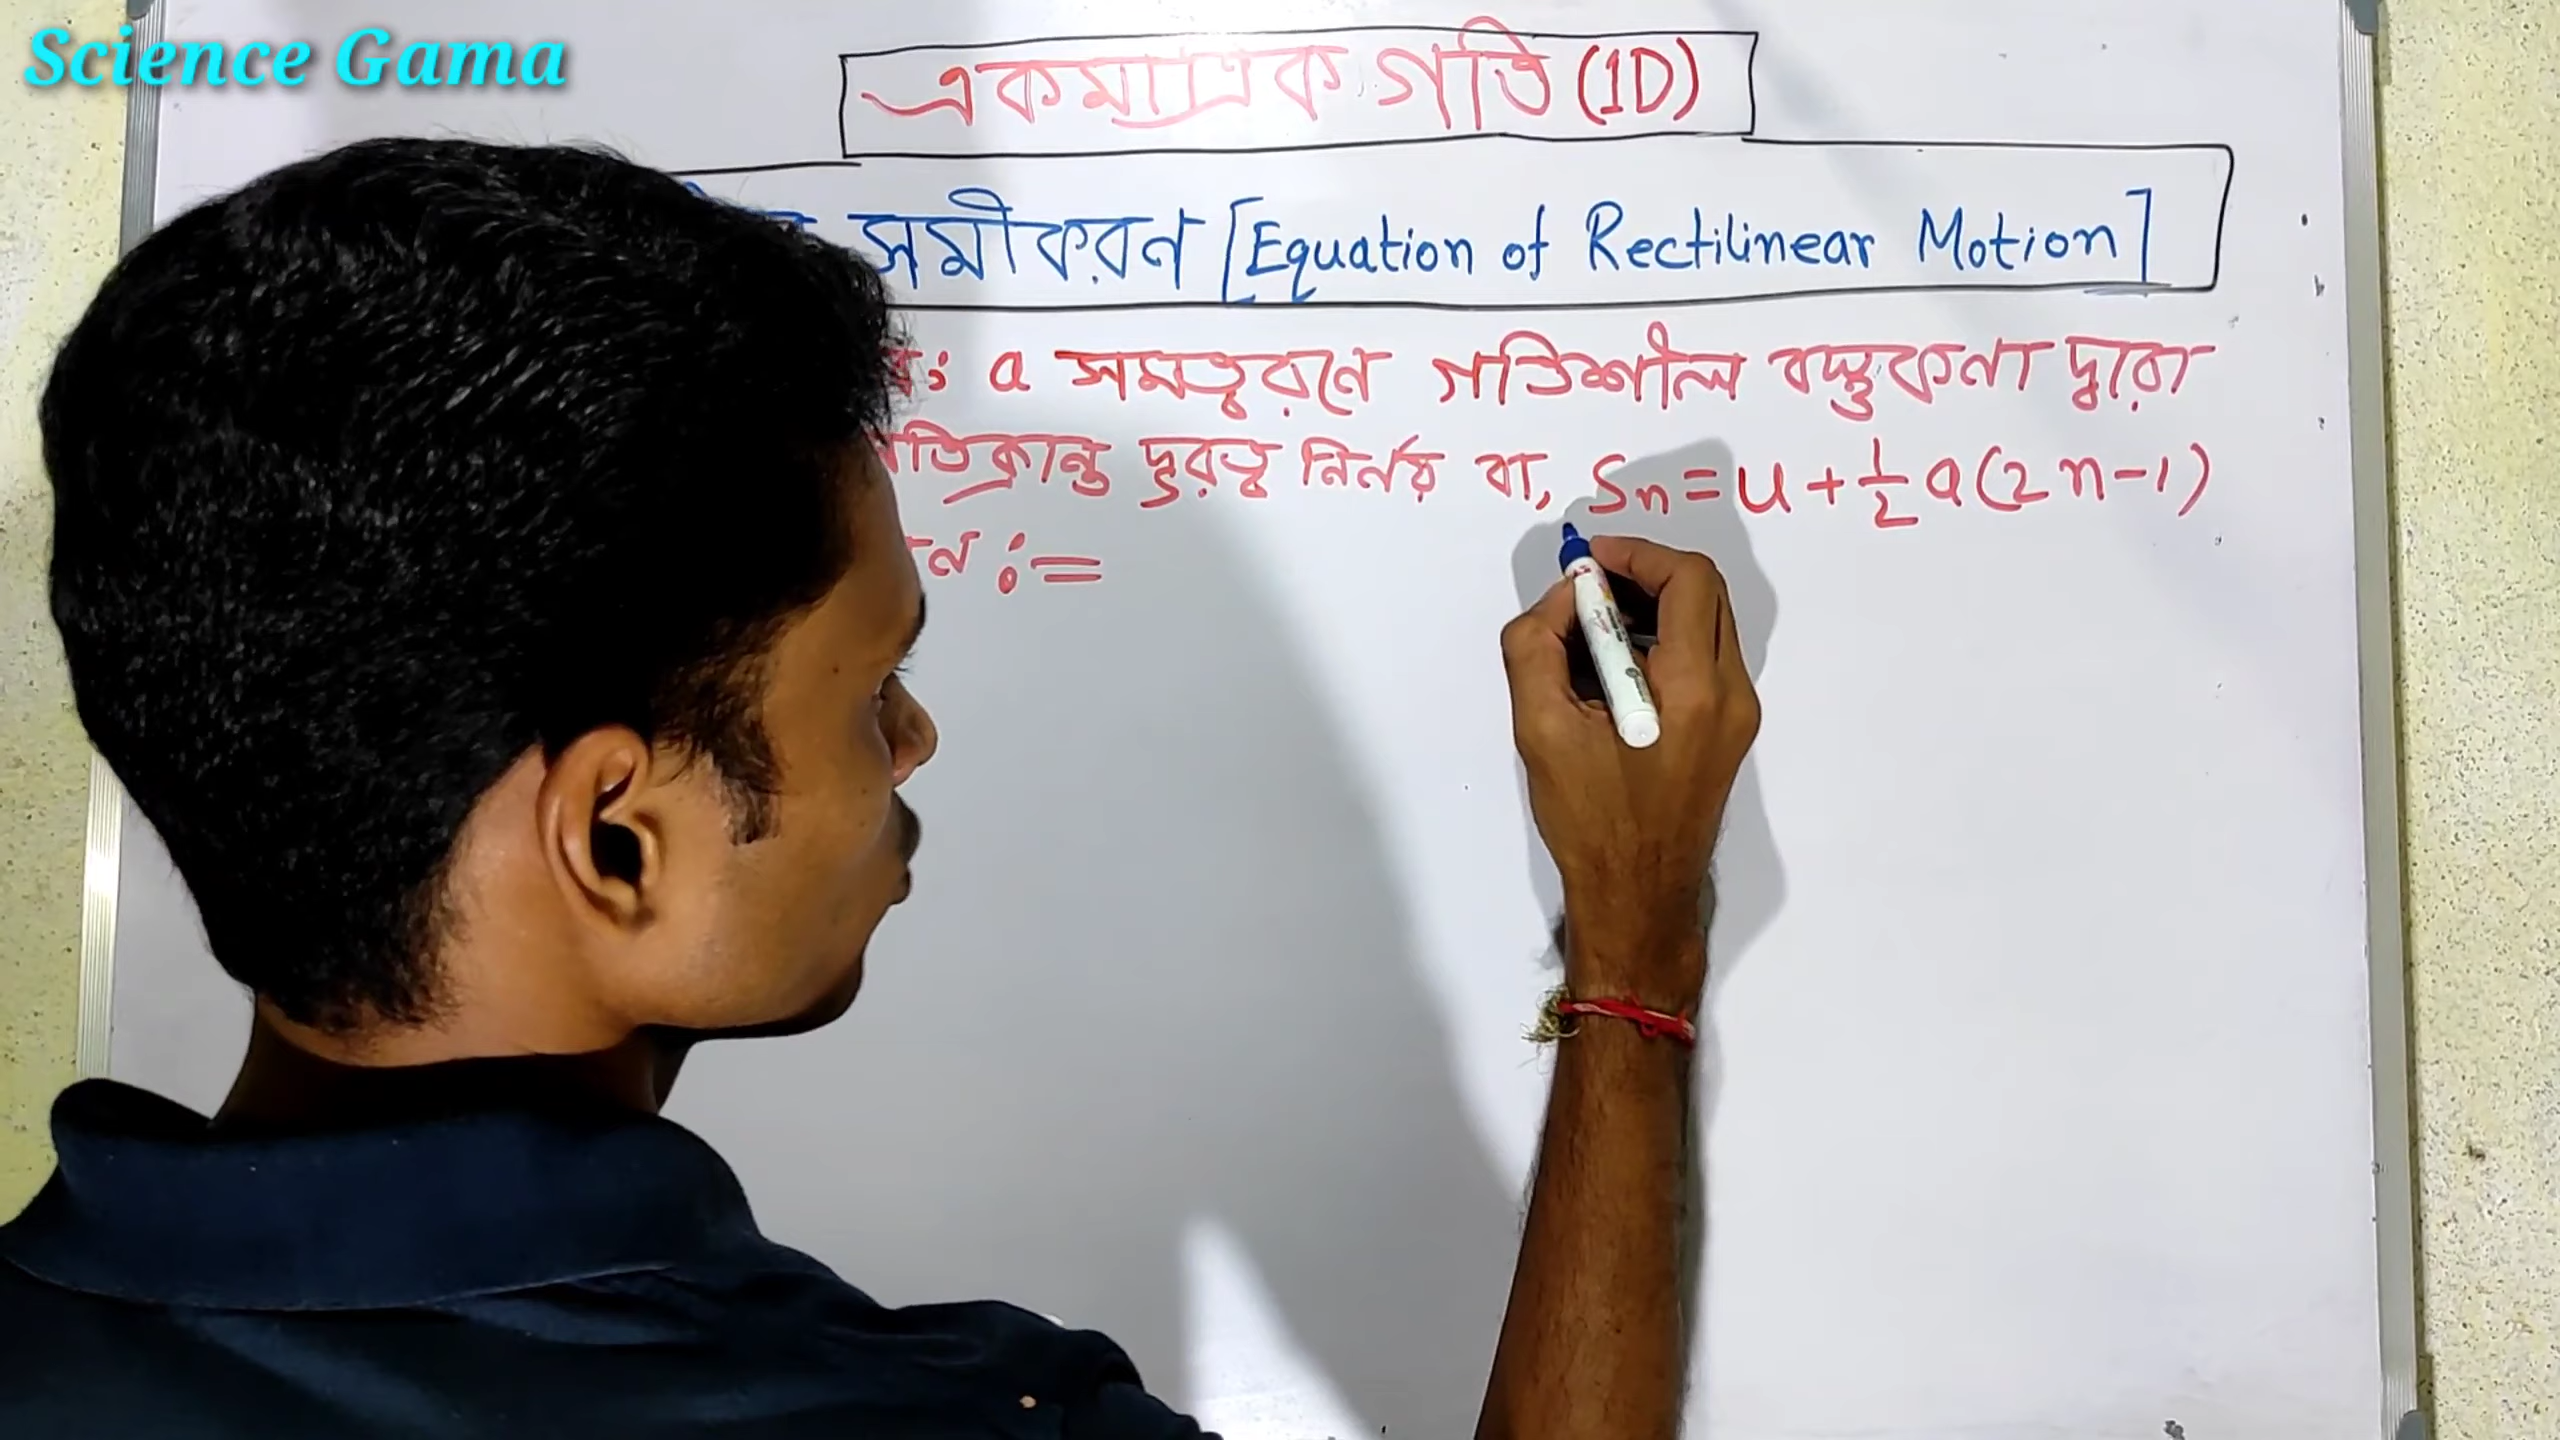 Science Gama
একমাত্রিক গতি (1D)
সমীকরণ [Equation of Rectilinear Motion]
: a সমত্বরণে গতিশীল বস্তুকণা দ্বারা
অতিক্রান্ত দূরত্ব নির্নয় বা, Sn = u + 1/2 a (2n-1)
:=